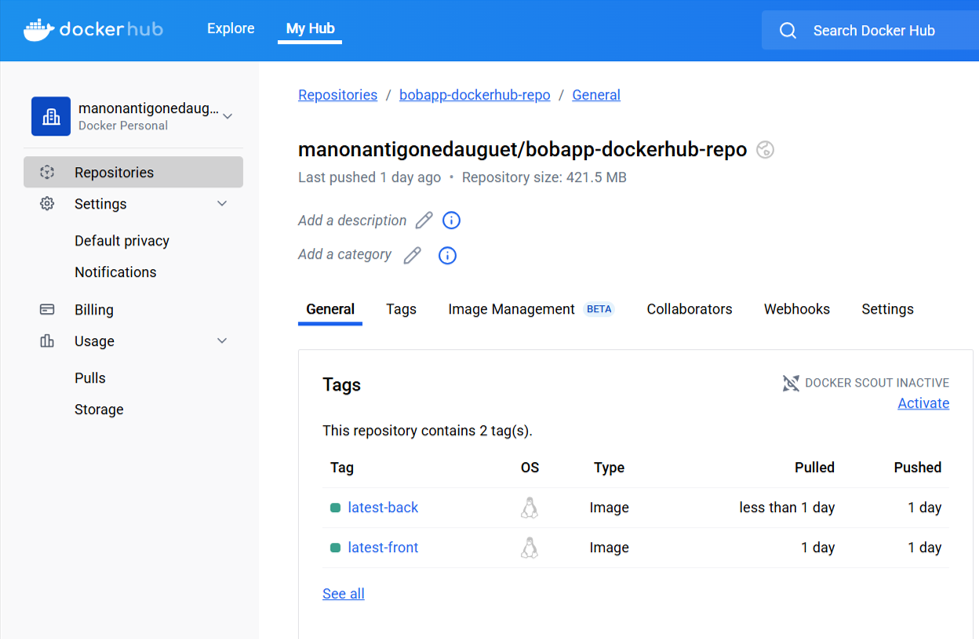 docker hub Explore My Hub Search Docker Hub
manonantigonedaug...
Docker Personal
Repositories
Settings
Default privacy
Notifications
Billing
Usage
Pulls
Storage
Repositories / bobapp-dockerhub-repo / General
manonantigonedauguet/bobapp-dockerhub-repo
Last pushed 1 day ago • Repository size: 421.5 MB
Add a description
Add a category
General Tags Image Management BETA Collaborators Webhooks Settings
Tags
DOCKER SCOUT INACTIVE
Activate
This repository contains 2 tag(s).
Tag OS Type Pulled Pushed
latest-back Image less than 1 day 1 day
latest-front Image 1 day 1 day
See all